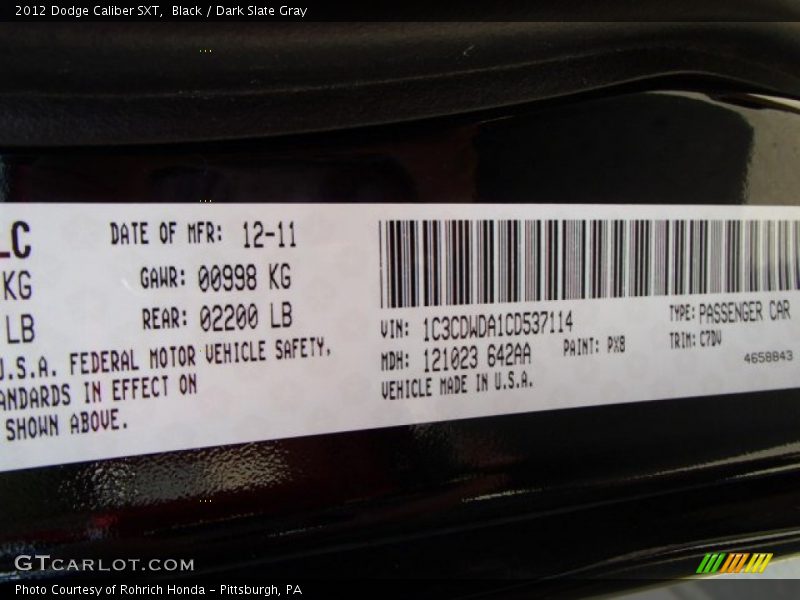 2012 Dodge Caliber SXT, Black / Dark Slate Gray
LC DATE OF MFR: 12-11
KG GAWR: 00998 KG
LB REAR: 02200 LB
U.S.A. FEDERAL MOTOR VEHICLE SAFETY,
ANDARDS IN EFFECT ON
SHOWN ABOVE.
VIN: 1C3CDWDA1CD537114 TYPE: PASSENGER CAR
MDH: 121023 642AA PAINT: PX8 TRIM: C7DV
VEHICLE MADE IN U.S.A. 4658843
GTCARLOT.COM
Photo Courtesy of Rohrich Honda - Pittsburgh, PA